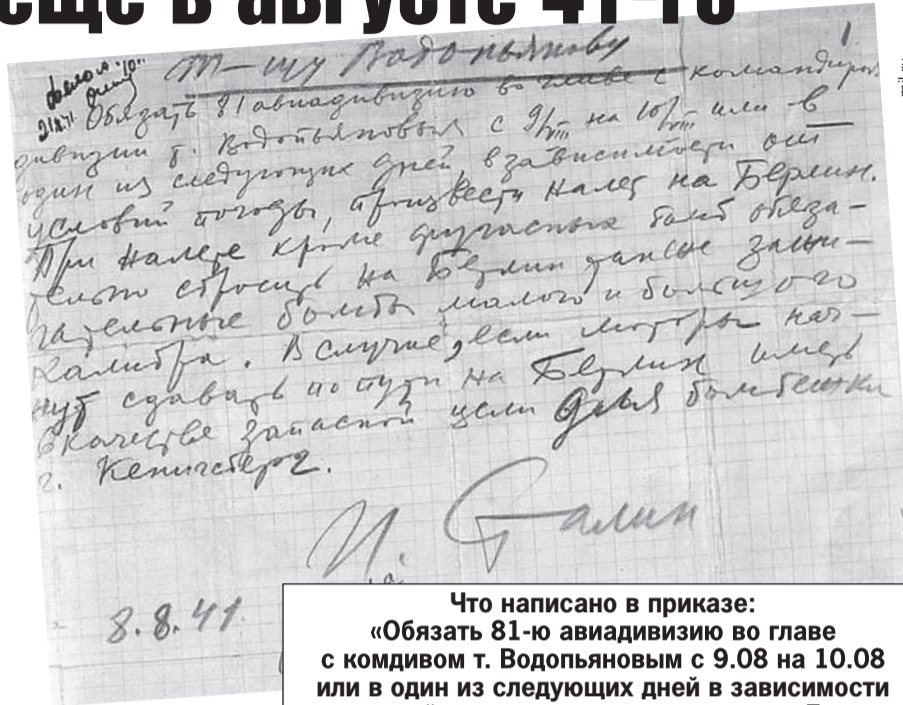 еще в августе 41-го
Т-щу Водопьянову
1
Обязать 81 авиадивизию во главе с командиром
дивизии т. Водопьяновым с 9/VIII на 10/VIII или в
один из следующих дней в зависимости от
условий погоды, произвести налет на Берлин.
При налете кроме фугасных бомб обяза-
тельно сбросить на Берлин также зажи-
гательные бомбы малого и большого
калибра. В случае, если моторы нач-
нут сдавать по пути на Берлин иметь
в качестве запасной цели для бомбежки
г. Кенигсберг.
И. Сталин
8.8.41
Что написано в приказе:
«Обязать 81-ю авиадивизию во главе
с комдивом т. Водопьяновым с 9.08 на 10.08
или в один из следующих дней в зависимости